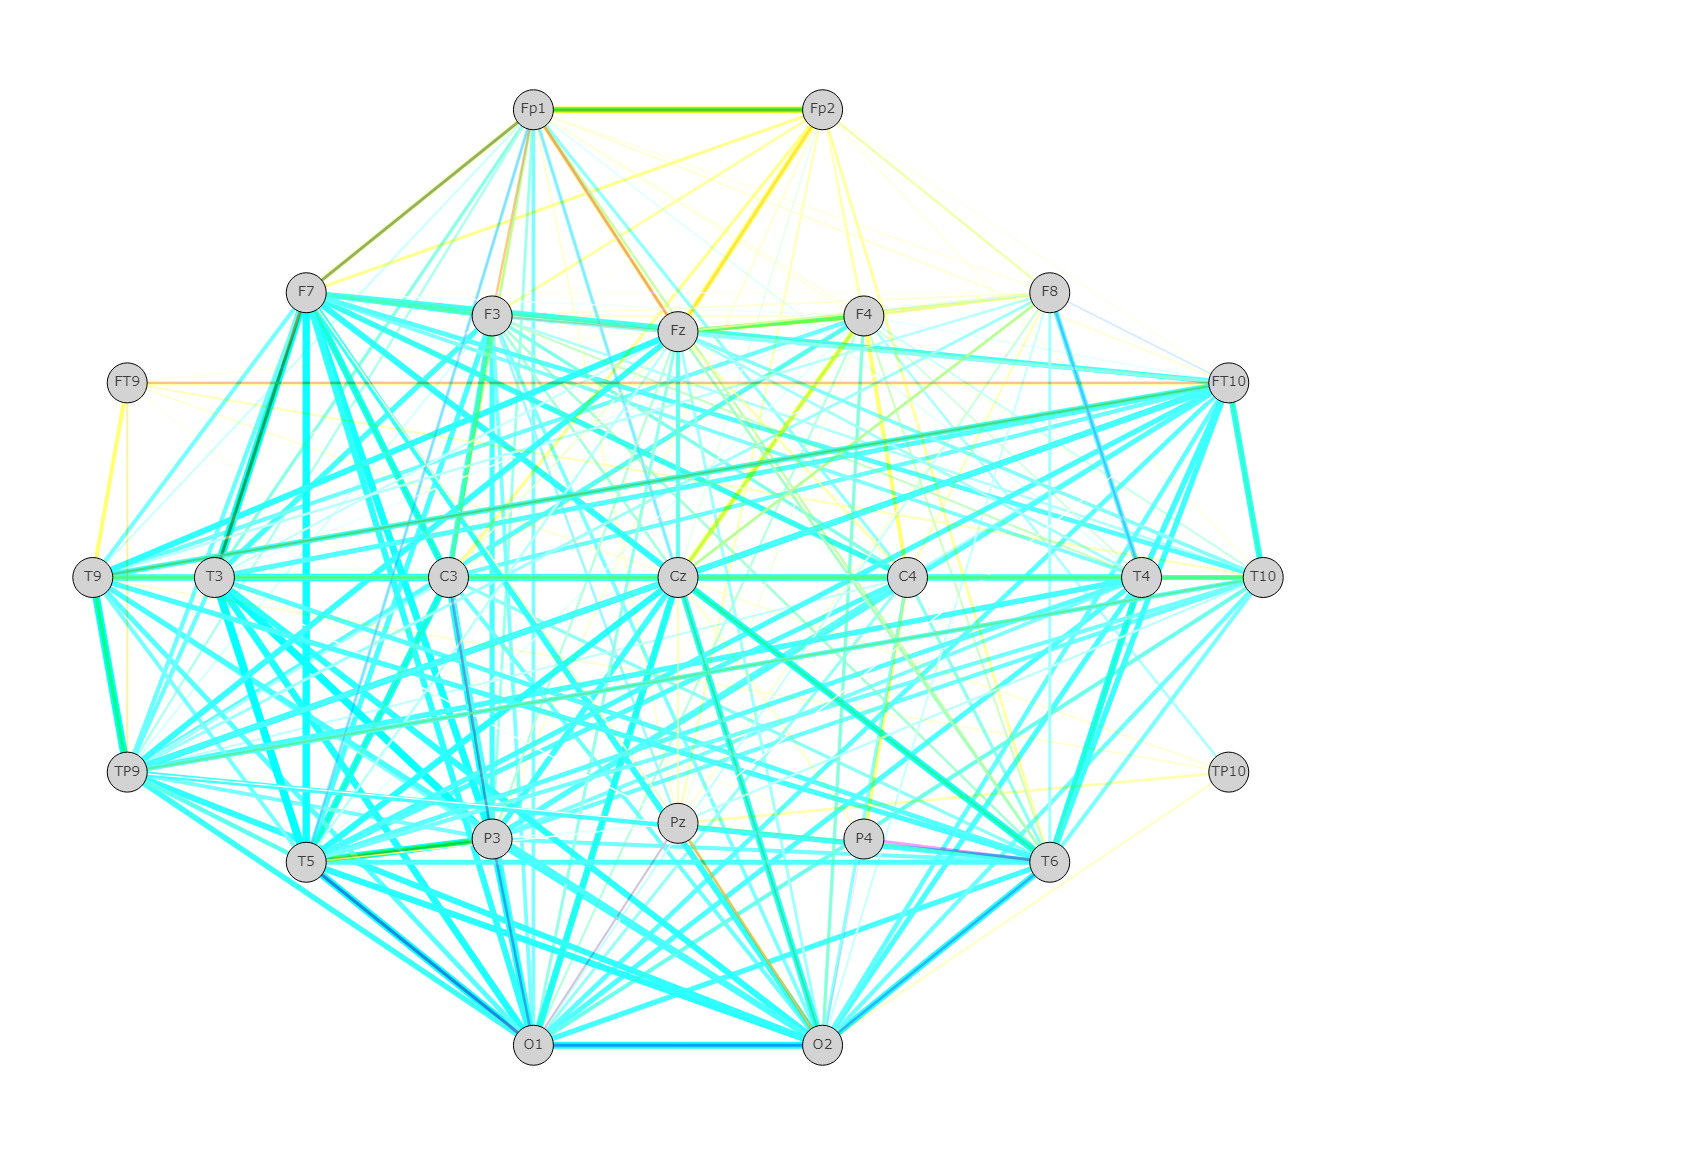 Fp1 Fp2
F7 F3 Fz F4 F8
FT9 FT10
T9 T3 C3 Cz C4 T4 T10
TP9 TP10
T5 P3 Pz P4 T6
O1 O2